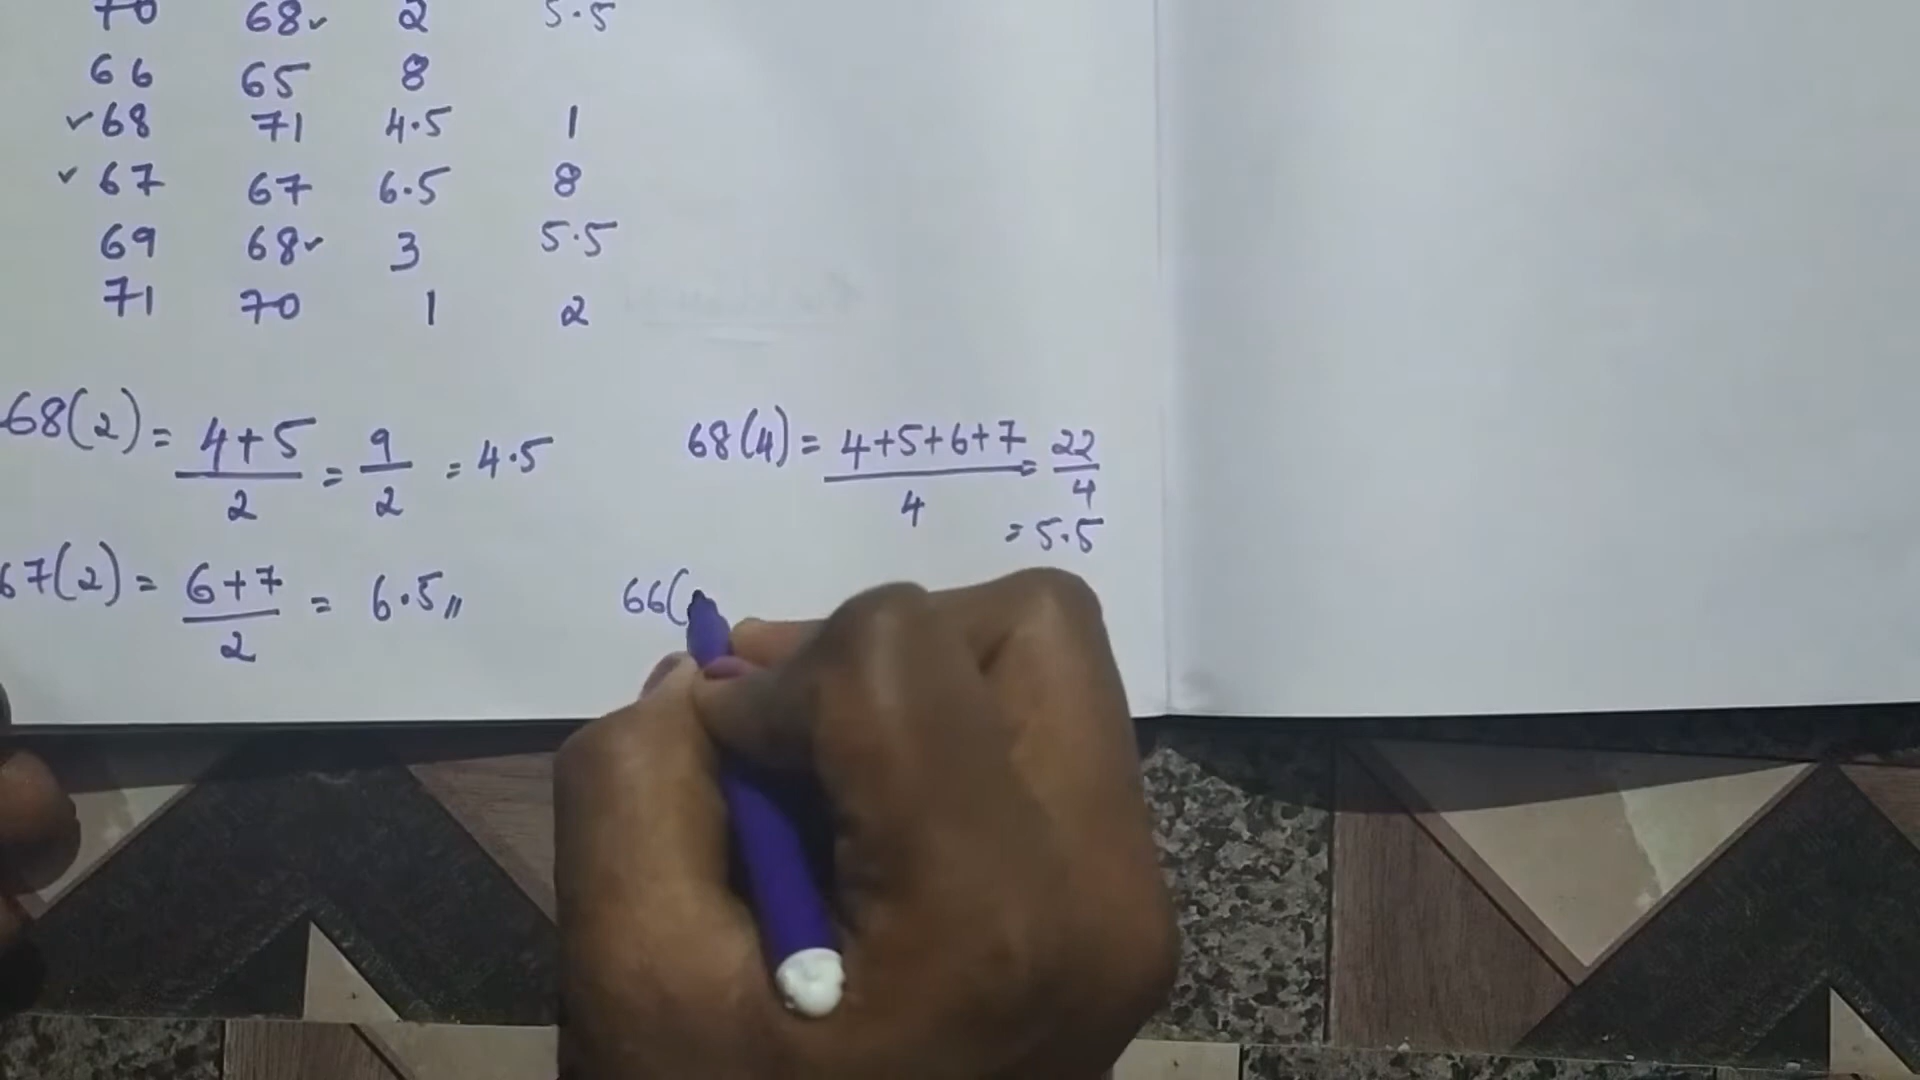 70 68✓ 2 5.5
66 65 8
✓68 71 4.5 1
✓67 67 6.5 8
69 68✓ 3 5.5
71 70 1 2
68(2) = 4+5/2 = 9/2 = 4.5
68(4) = 4+5+6+7/4 = 22/4
= 5.5
67(2) = 6+7/2 = 6.5〃
66(